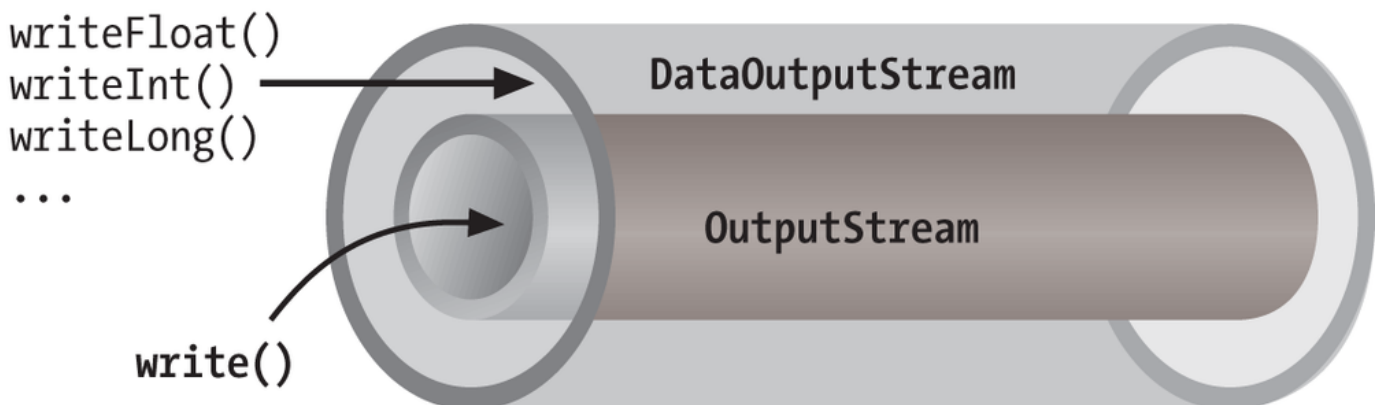 writeFloat()
writeInt()
writeLong()
...
DataOutputStream
OutputStream
write()